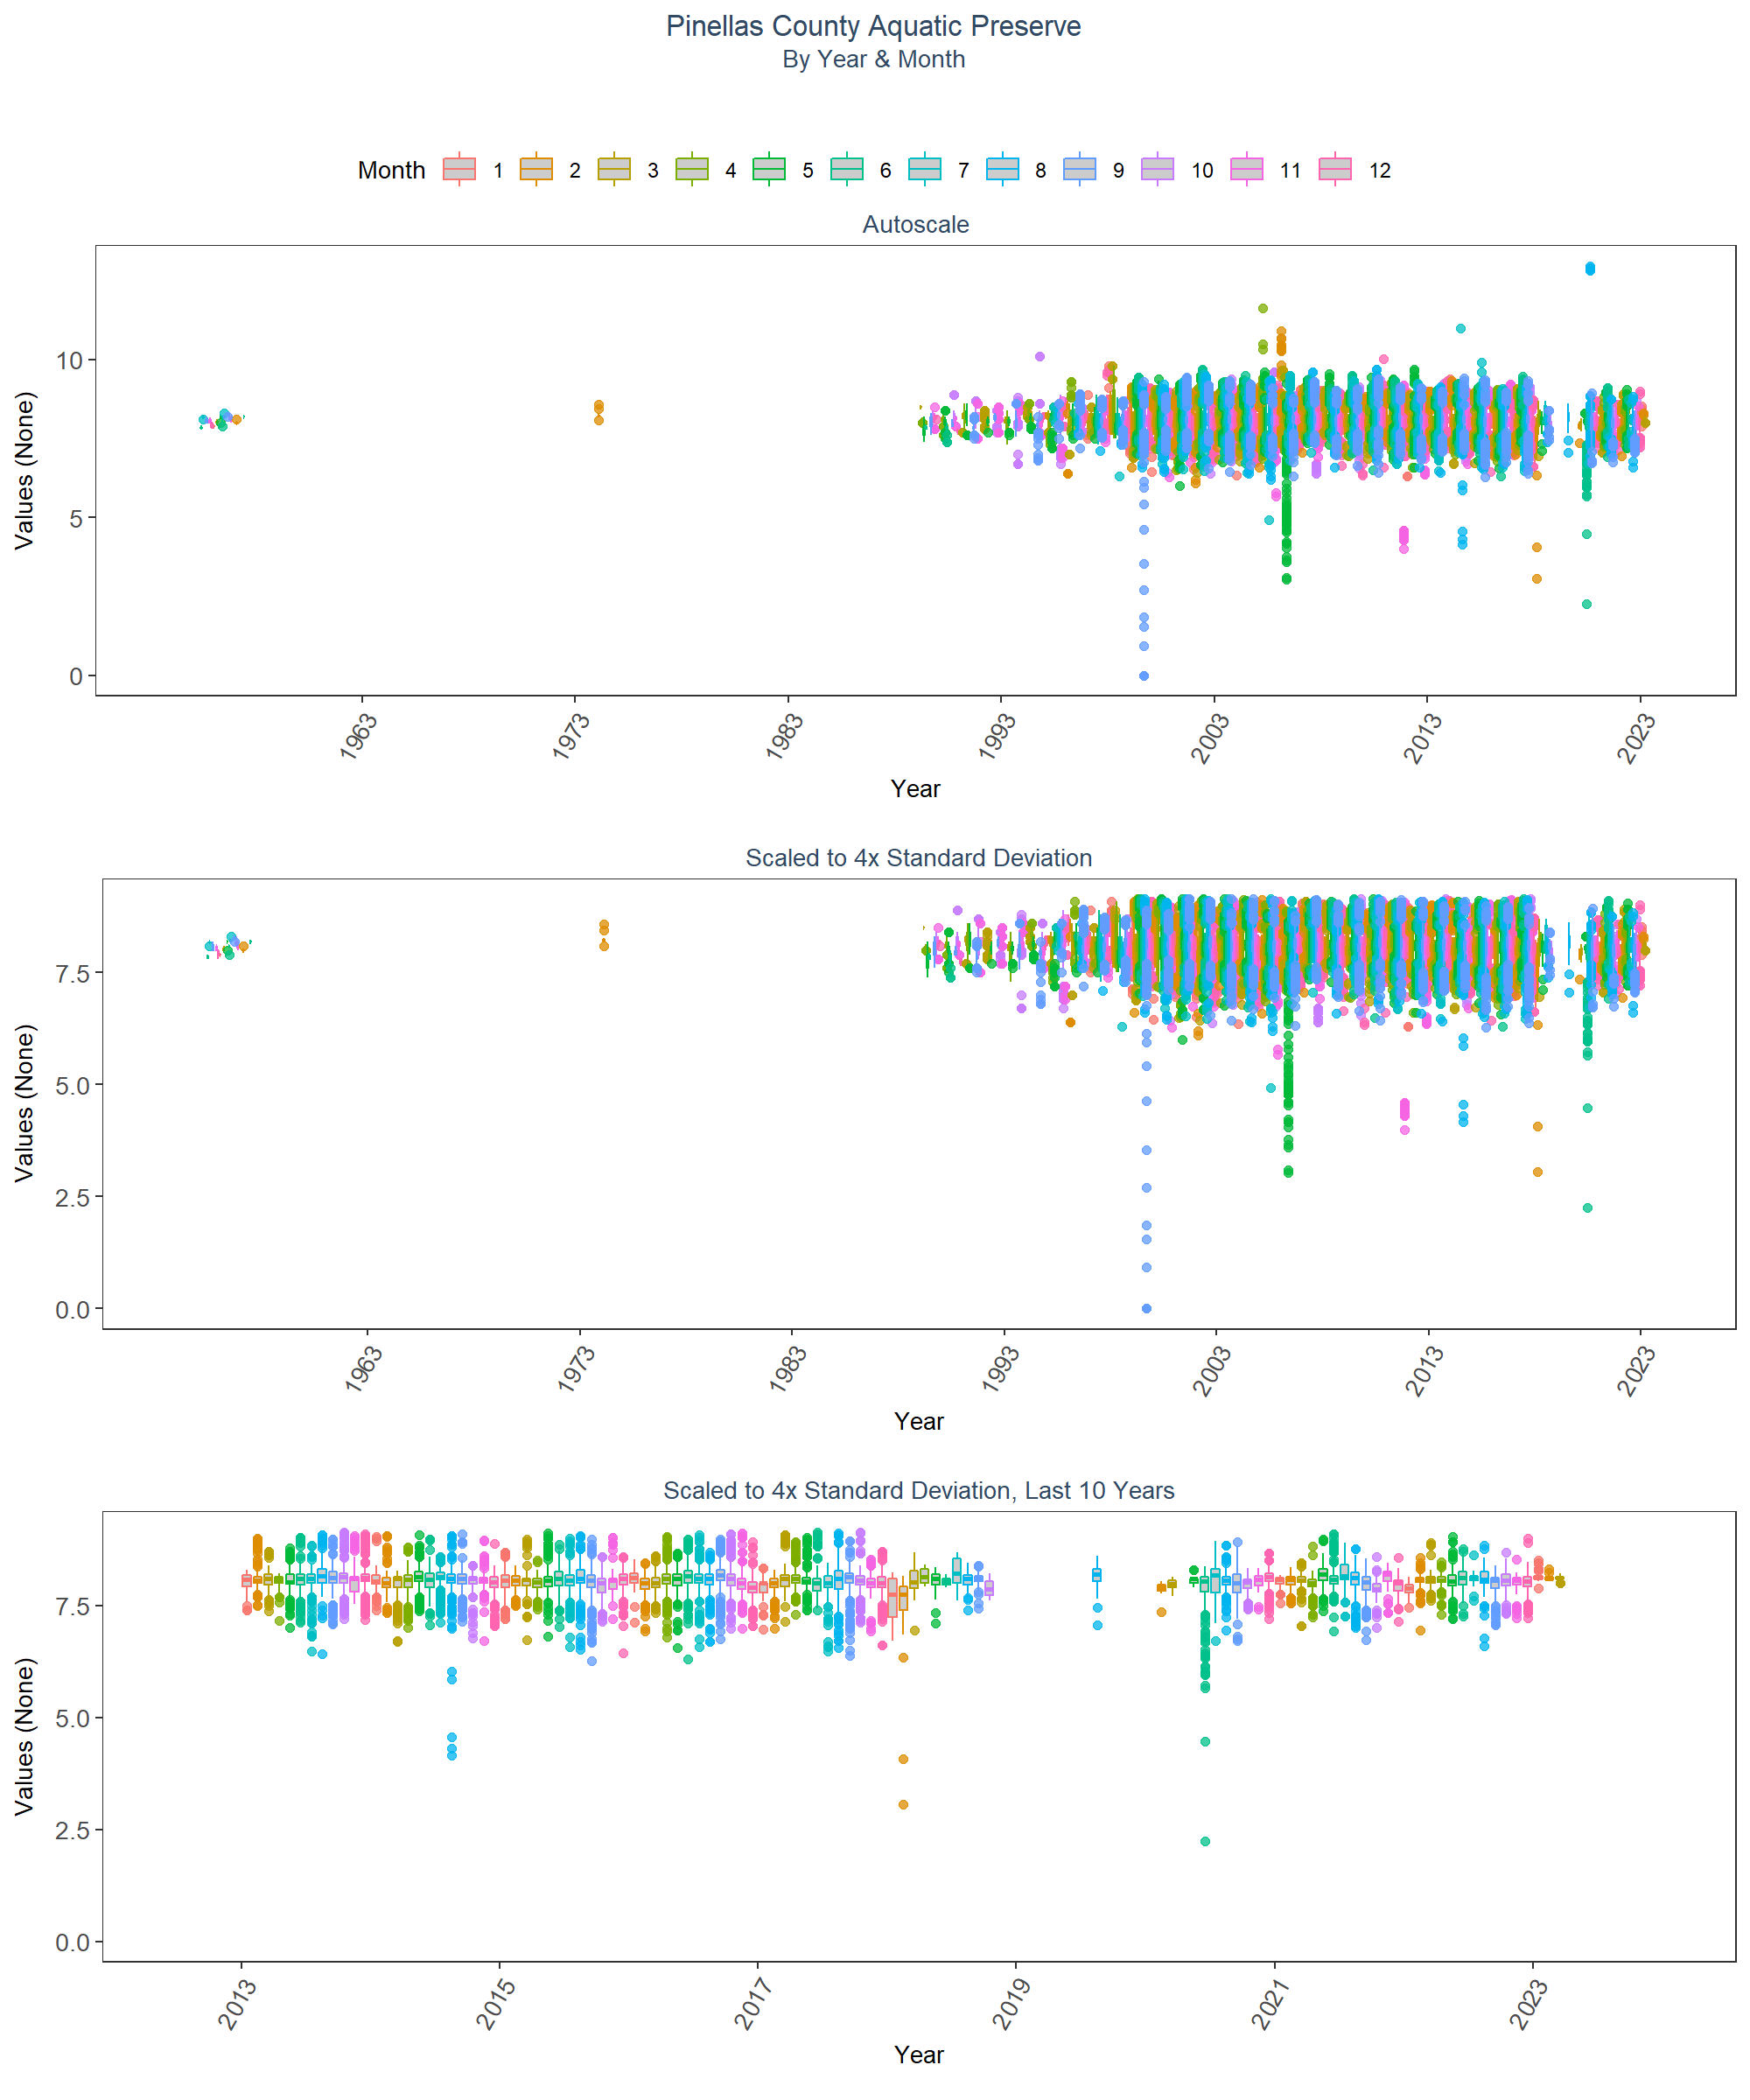 Pinellas County Aquatic Preserve
By Year & Month
Month 1 2 3 4 5 6 7 8 9 10 11 12
Autoscale
Values (None)
10
5
0
1963 1973 1983 1993 2003 2013 2023
Year
Scaled to 4x Standard Deviation
Values (None)
7.5
5.0
2.5
0.0
1963 1973 1983 1993 2003 2013 2023
Year
Scaled to 4x Standard Deviation, Last 10 Years
Values (None)
7.5
5.0
2.5
0.0
2013 2015 2017 2019 2021 2023
Year